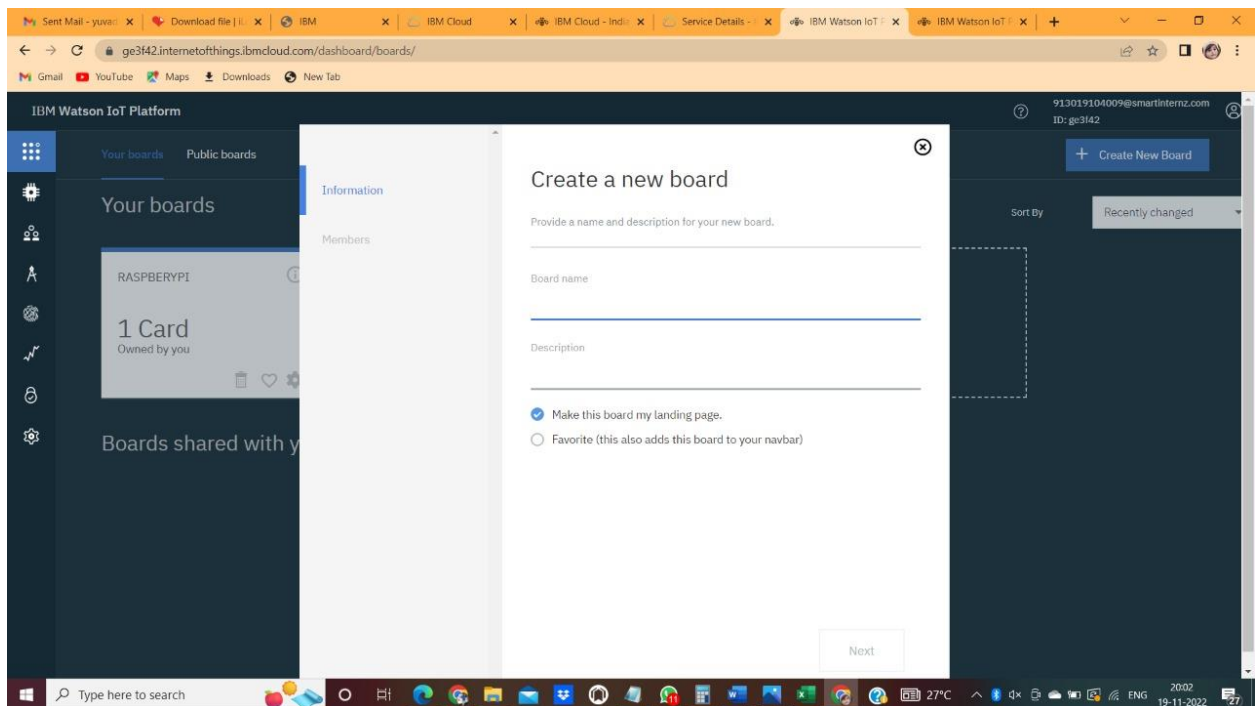 Sent Mail - yuvac
Download file | iL
IBM
IBM Cloud
IBM Cloud - Indi
Service Details -
IBM Watson IoT P
IBM Watson IoT P
ge3f42.internetofthings.ibmcloud.com/dashboard/boards/
Gmail YouTube Maps Downloads New Tab
IBM Watson IoT Platform
913019104009@smartinternz.com
ID: ge3f42
Your boards Public boards
+ Create New Board
Your boards
Sort By Recently changed
RASPBERYPI
1 Card
Owned by you
Boards shared with y
Information
Members
Create a new board
Provide a name and description for your new board.
Board name
Description
Make this board my landing page.
Favorite (this also adds this board to your navbar)
Next
Type here to search
11
27°C
ENG
20:02
19-11-2022
27